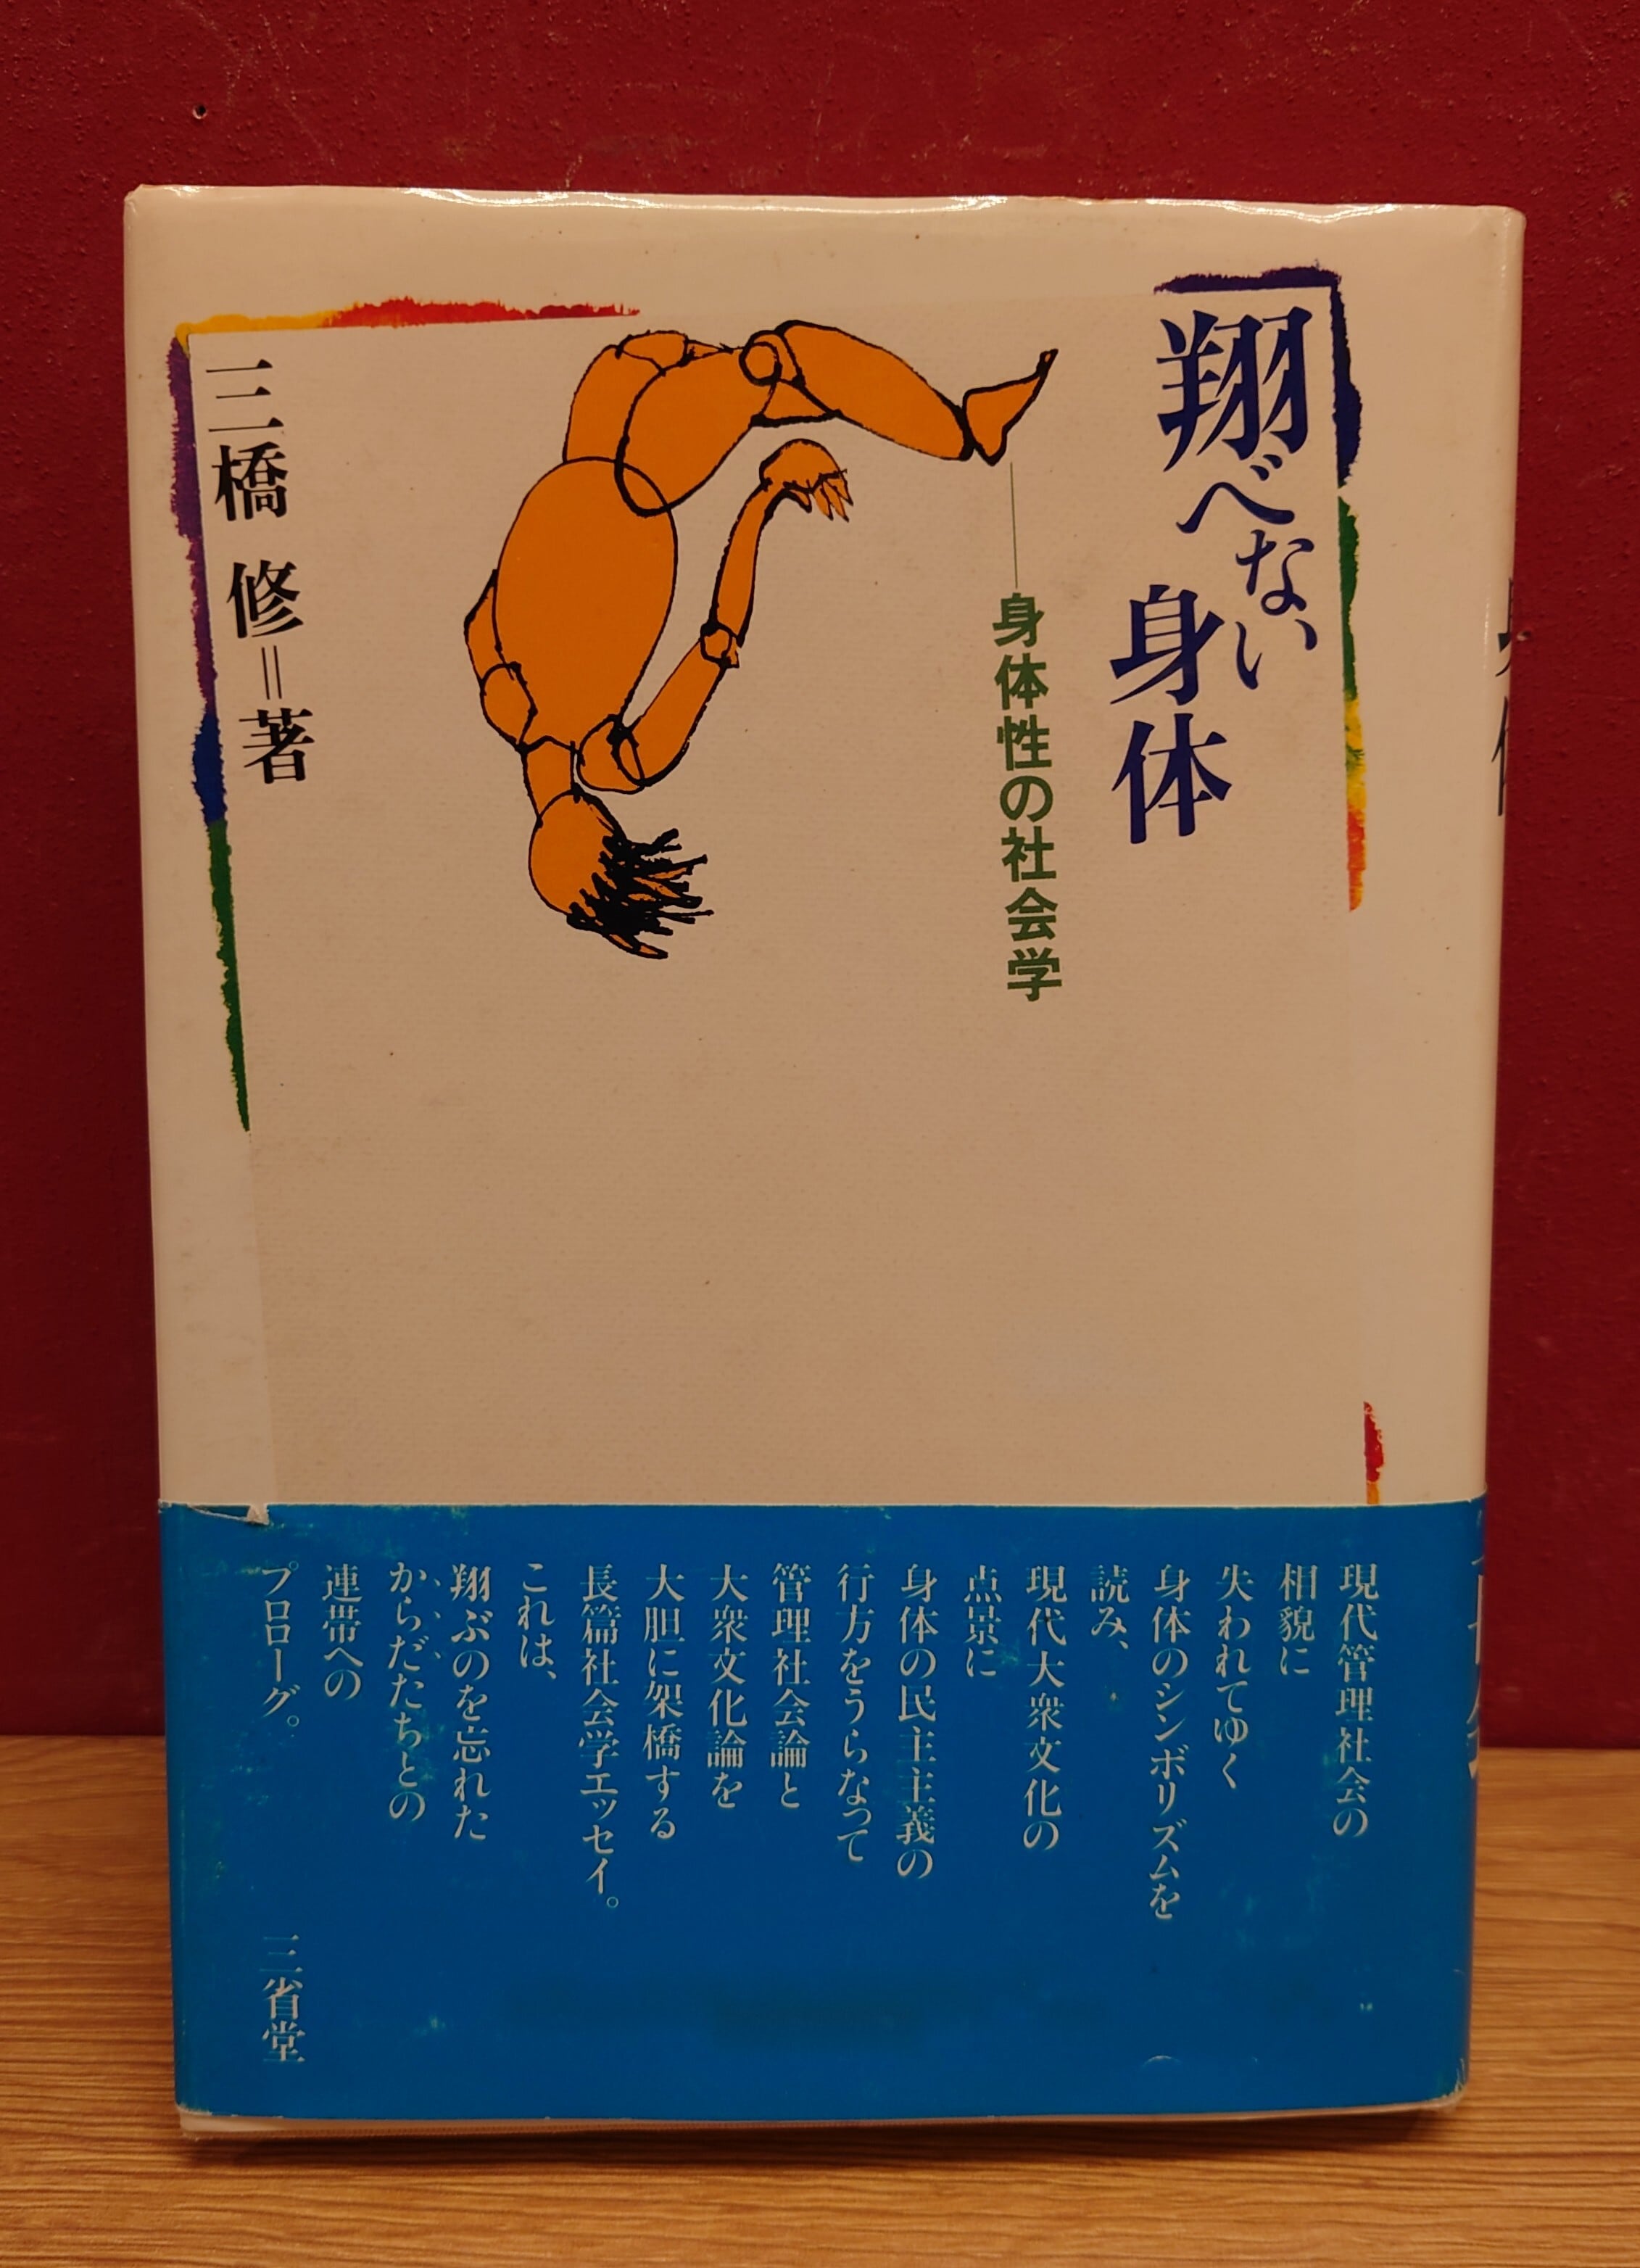 翔べない
身体
―身体性の社会学
三橋 修=著
現代管理社会の
相貌に
失われてゆく
身体のシンボリズムを
読み、
現代大衆文化の
点景に
身体の民主主義の
行方をうらなって
管理社会論と
大衆文化論を
大胆に架橋する
長篇社会学エッセイ。
これは、
翔ぶのを忘れた
からだたちとの
連帯への
プロローグ。
三省堂
身体